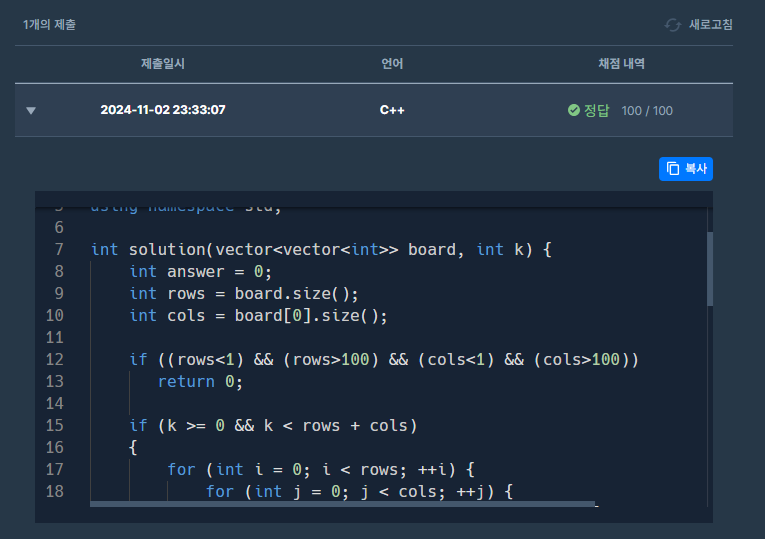 1개의 제출
새로고침
제출일시 언어 채점 내역
2024-11-02 23:33:07 C++ 정답 100 / 100
복사
5 using namespace std;
6
7 int solution(vector<vector<int>> board, int k) {
8 int answer = 0;
9 int rows = board.size();
10 int cols = board[0].size();
11
12 if ((rows<1) && (rows>100) && (cols<1) && (cols>100))
13 return 0;
14
15 if (k >= 0 && k < rows + cols)
16 {
17 for (int i = 0; i < rows; ++i) {
18 for (int j = 0; j < cols; ++j) {